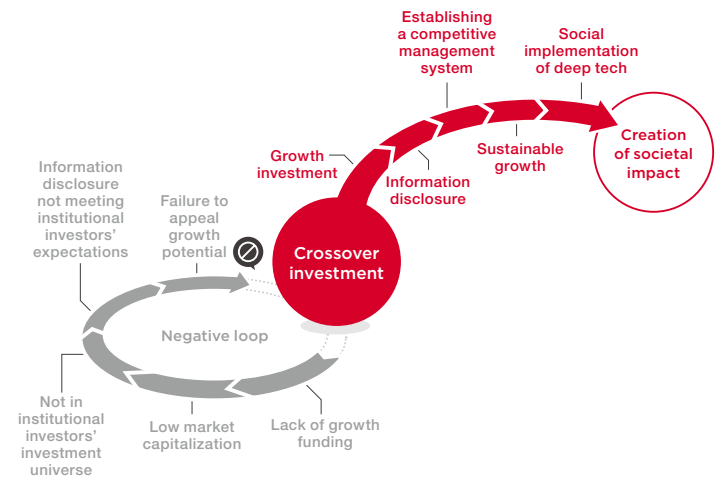 Establishing
a competitive
management
system
Social
implementation
of deep tech
Growth
investment
Information
disclosure
Sustainable
growth
Creation
of societal
impact
Information
disclosure
not meeting
institutional
investors’
expectations
Failure to
appeal
growth
potential
Crossover
investment
Negative loop
Not in
institutional
investors’
investment
universe
Low market
capitalization
Lack of growth
funding